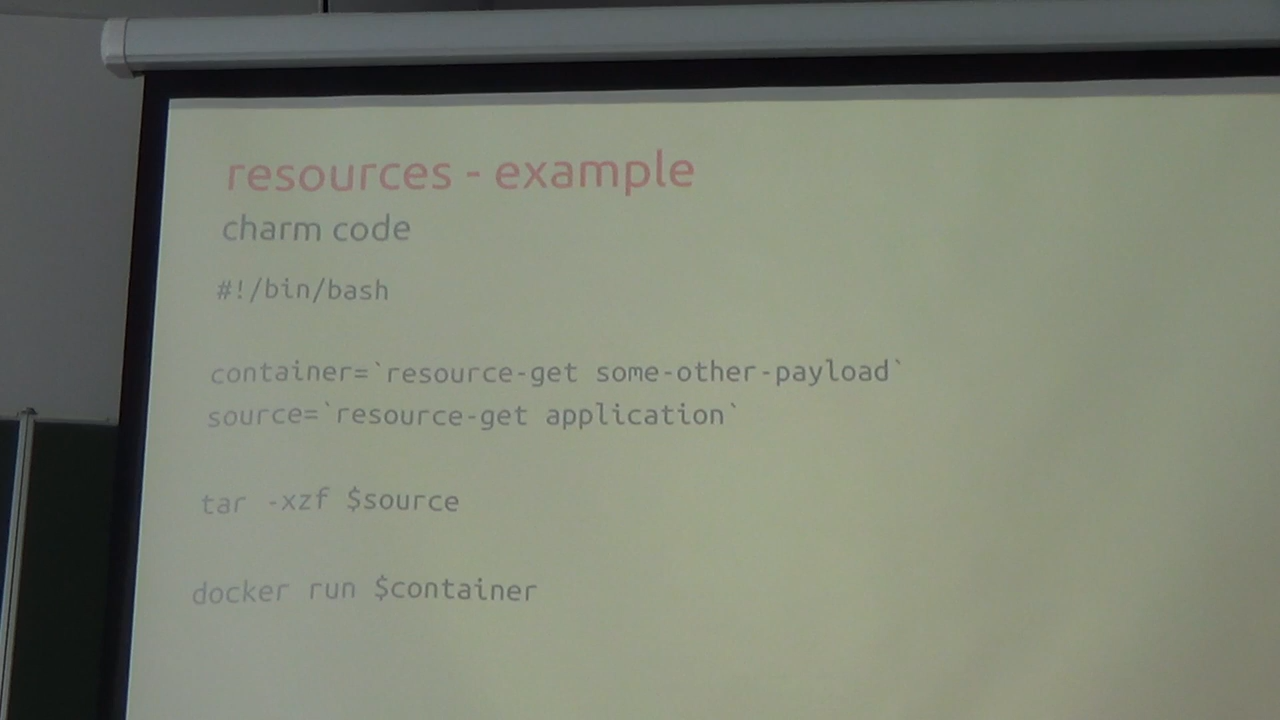 resources - example
charm code
#!/bin/bash
container=`resource-get some-other-payload`
source=`resource-get application`
tar -xzf $source
docker run $container